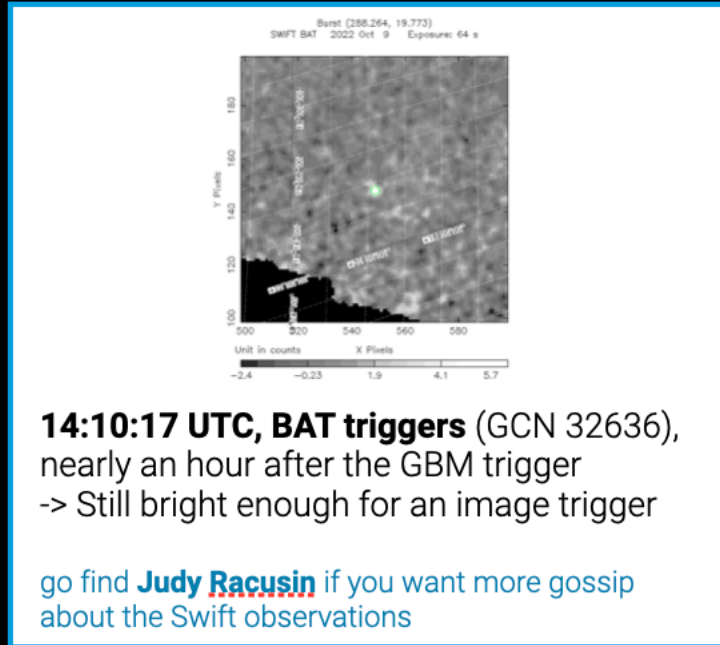 Burst (288.264, 19.773)
SWIFT BAT 2022 Oct 9 Exposure: 64 s
Y Pixels
180
160
140
120
100
500 520 540 560 580
Unit in counts X Pixels
-2.4 -0.23 1.9 4.1 5.7
14:10:17 UTC, BAT triggers (GCN 32636),
nearly an hour after the GBM trigger
-> Still bright enough for an image trigger
go find Judy Racusin if you want more gossip
about the Swift observations